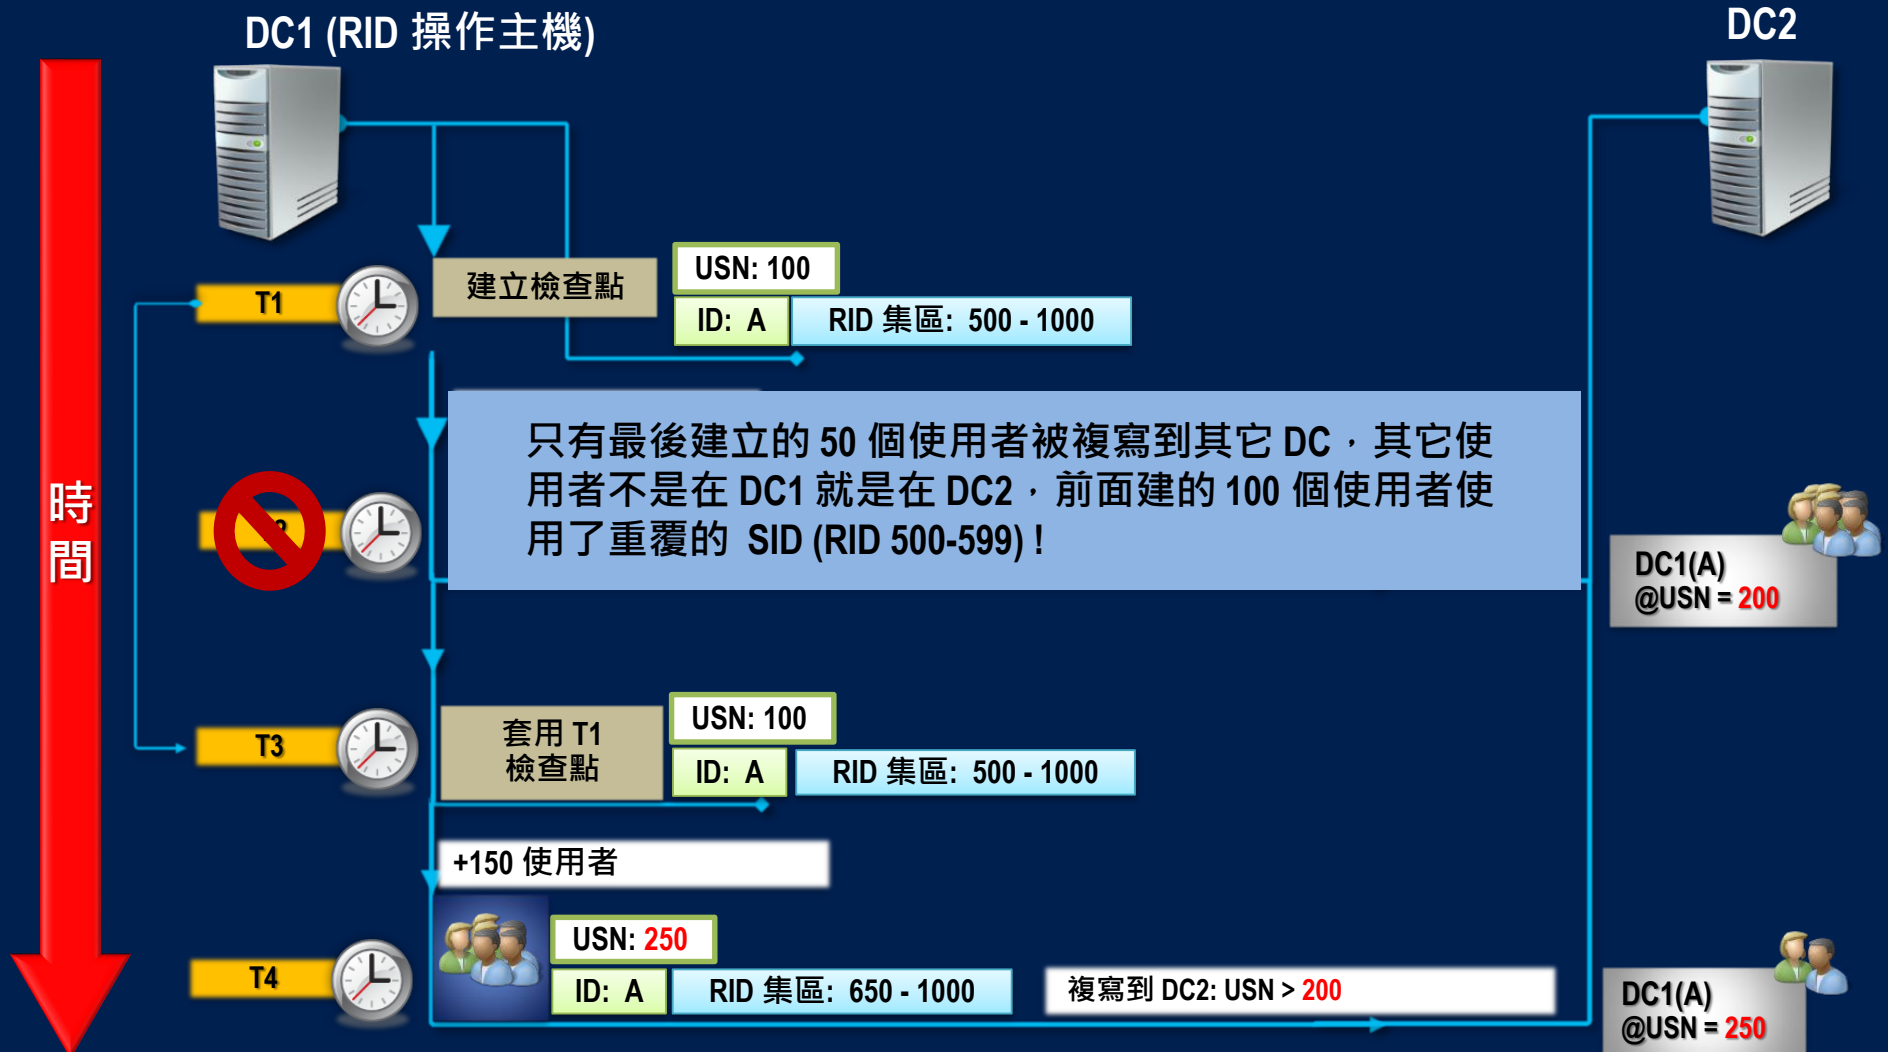 DC1 (RID 操作主機)
DC2
時
間
T1
建立檢查點
USN: 100
ID: A
RID 集區: 500 - 1000
只有最後建立的 50 個使用者被複寫到其它 DC，其它使
用者不是在 DC1 就是在 DC2，前面建的 100 個使用者使
用了重覆的 SID (RID 500-599) !
DC1(A)
@USN = 200
T3
套用 T1
檢查點
USN: 100
ID: A
RID 集區: 500 - 1000
+150 使用者
T4
USN: 250
ID: A
RID 集區: 650 - 1000
複寫到 DC2: USN > 200
DC1(A)
@USN = 250